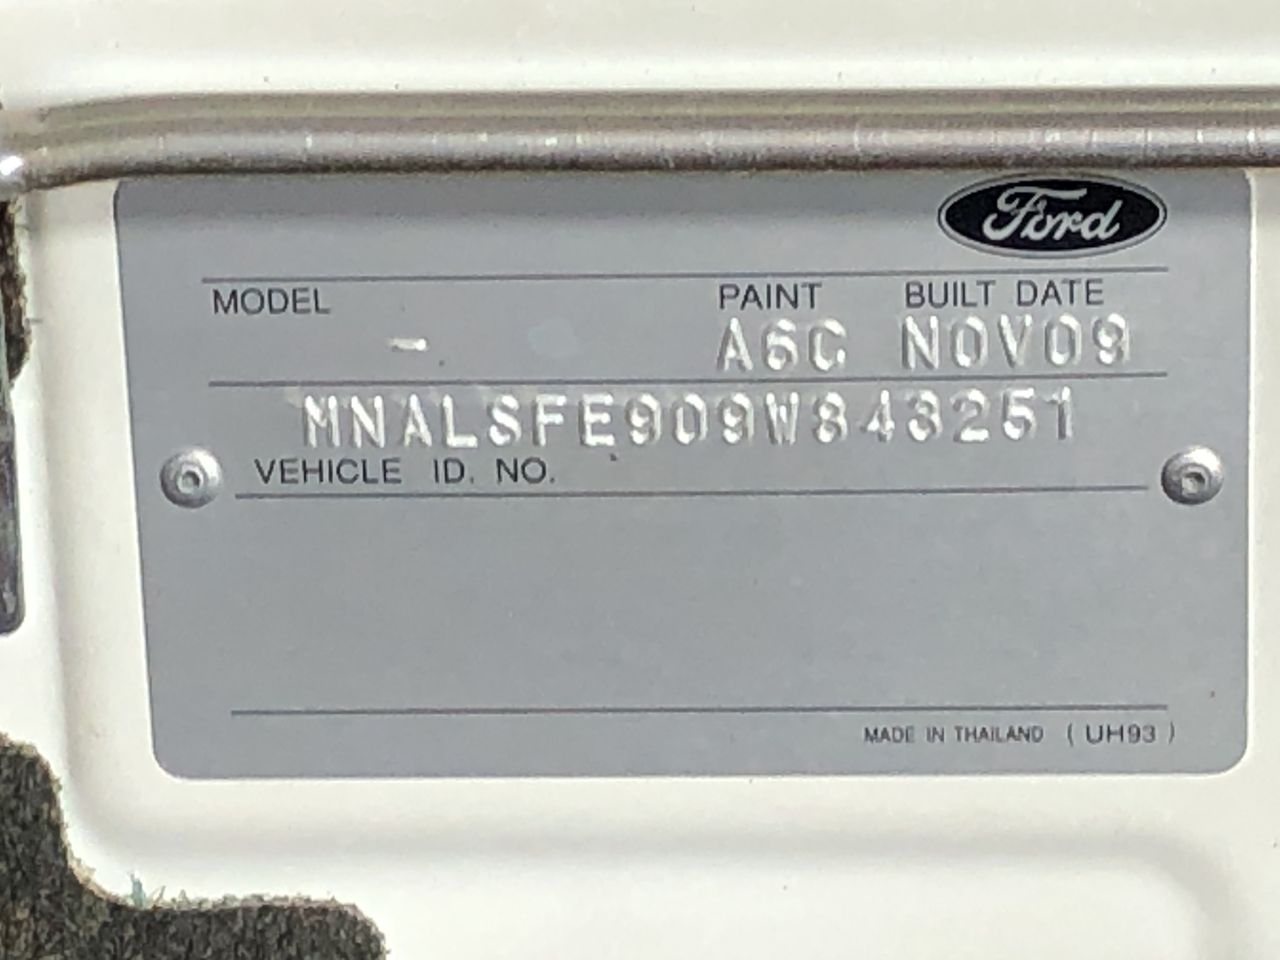 Ford
MODEL PAINT BUILT DATE
- A6C NOV09
MNALSFE909W843251
VEHICLE ID. NO.
MADE IN THAILAND (UH93)